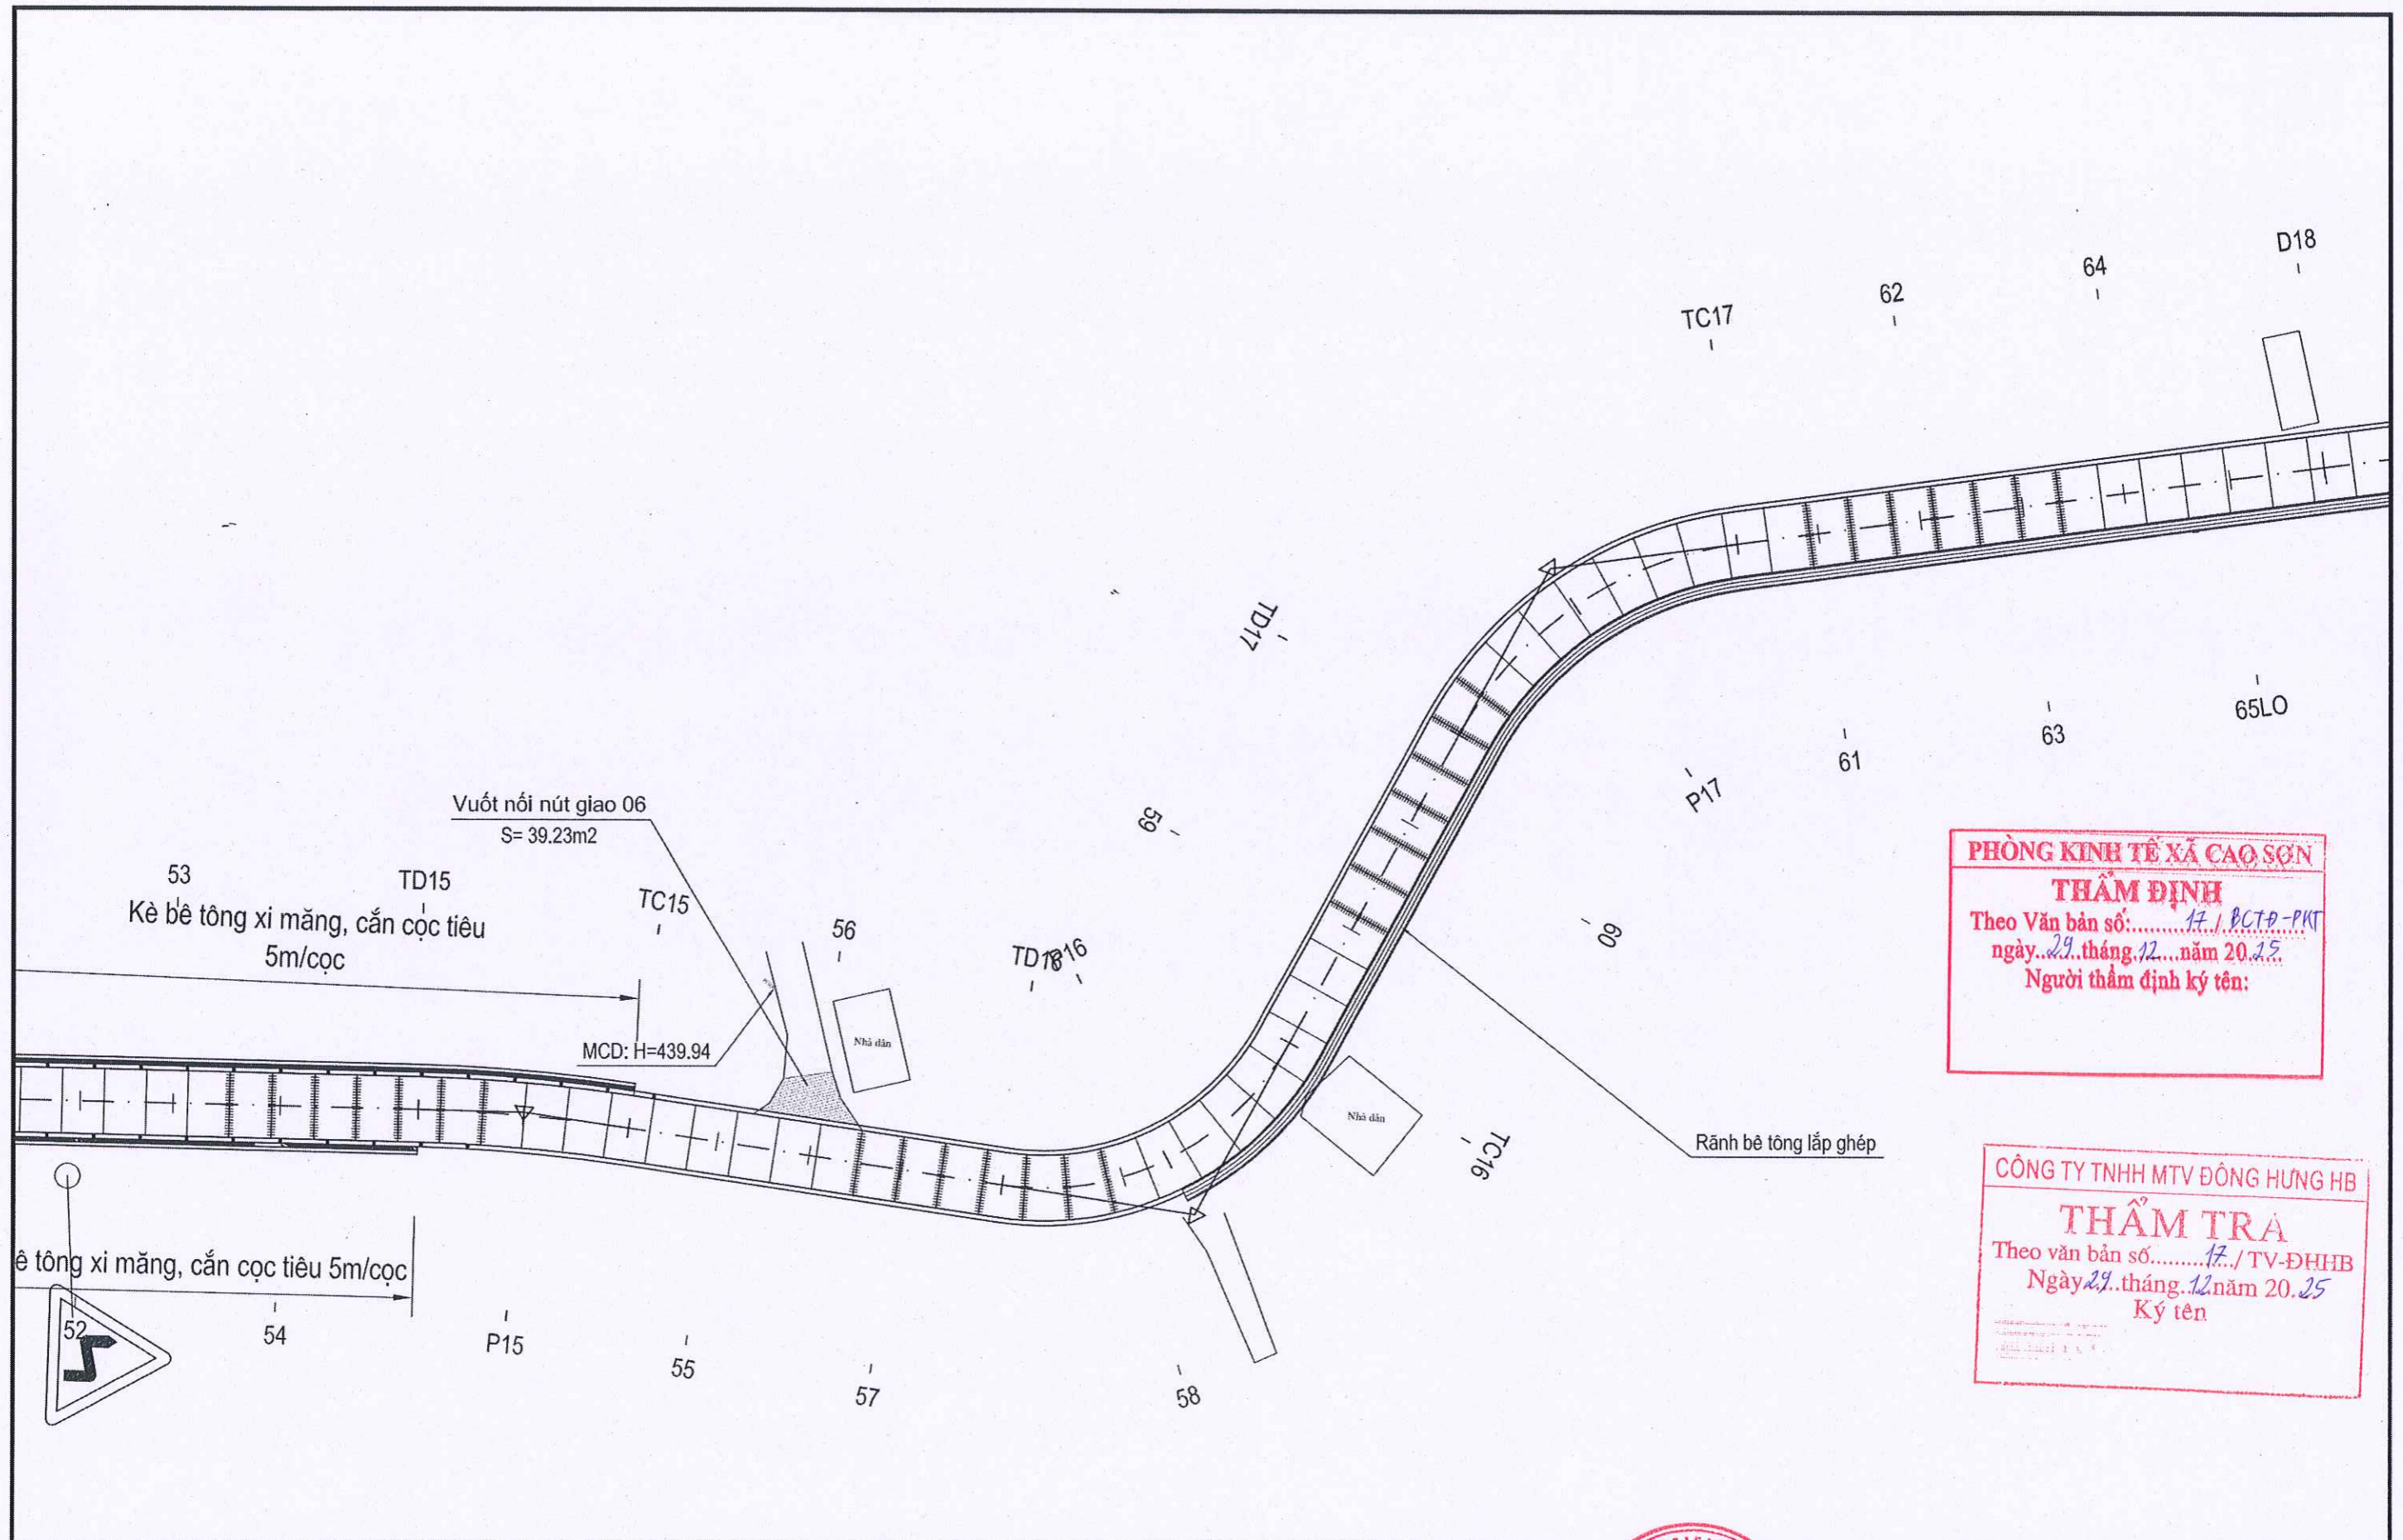 D18
64
62
TC17
TD17
65LO
63
61
P17
Vuốt nối nút giao 06
S= 39.23m2
59
53
TD15
Kè bê tông xi măng, cắn cọc tiêu
5m/cọc
TC15
56
TD16
P16
60
MCD: H=439.94
Nhà dân
Nhà dân
TC16
Rãnh bê tông lắp ghép
ê tông xi măng, cắn cọc tiêu 5m/cọc
52
54
P15
55
57
58
PHÒNG KINH TẾ XÃ CAO SƠN
THẨM ĐỊNH
Theo Văn bản số:.........17./.BCTĐ-PKT
ngày..29..tháng.12....năm 20.25.
Người thẩm định ký tên:
CÔNG TY TNHH MTV ĐÔNG HƯNG HB
THẨM TRA
Theo văn bản số.........17../ TV-ĐHHB
Ngày29..tháng..12năm 20.25
Ký tên